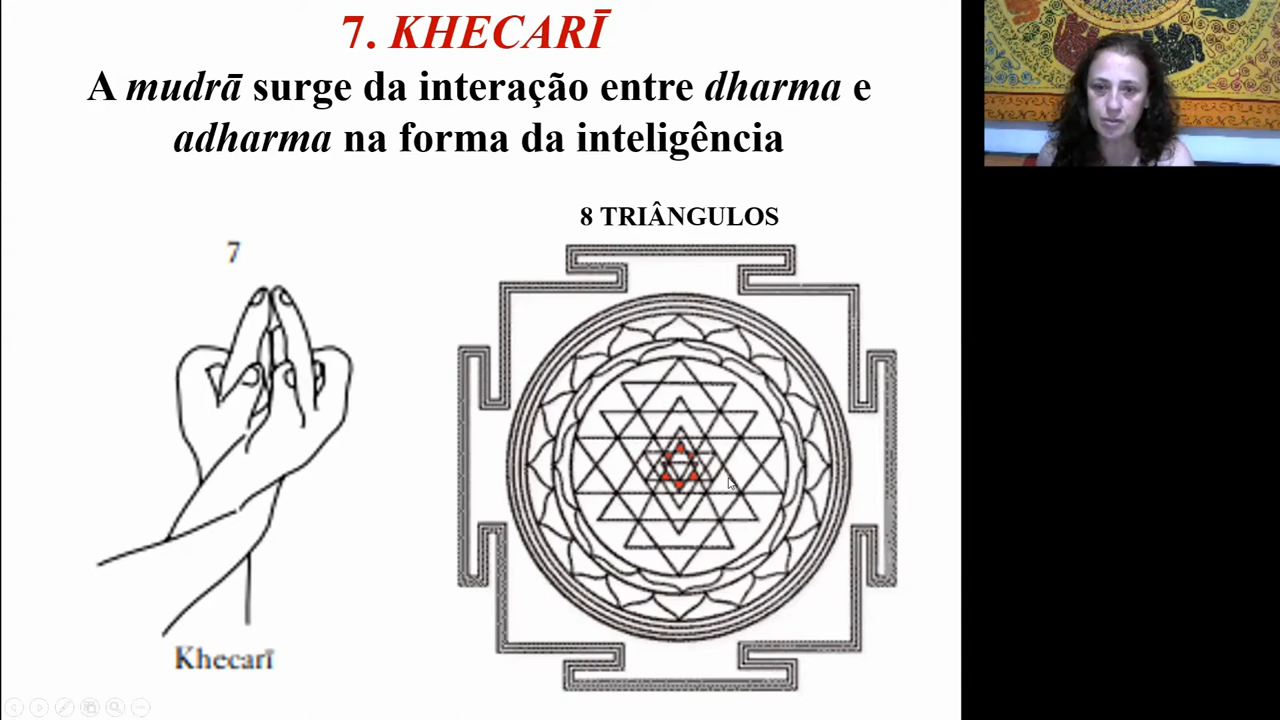 7. KHECARĪ
A mudrā surge da interação entre dharma e
adharma na forma da inteligência
8 TRIÂNGULOS
7
Khecarī